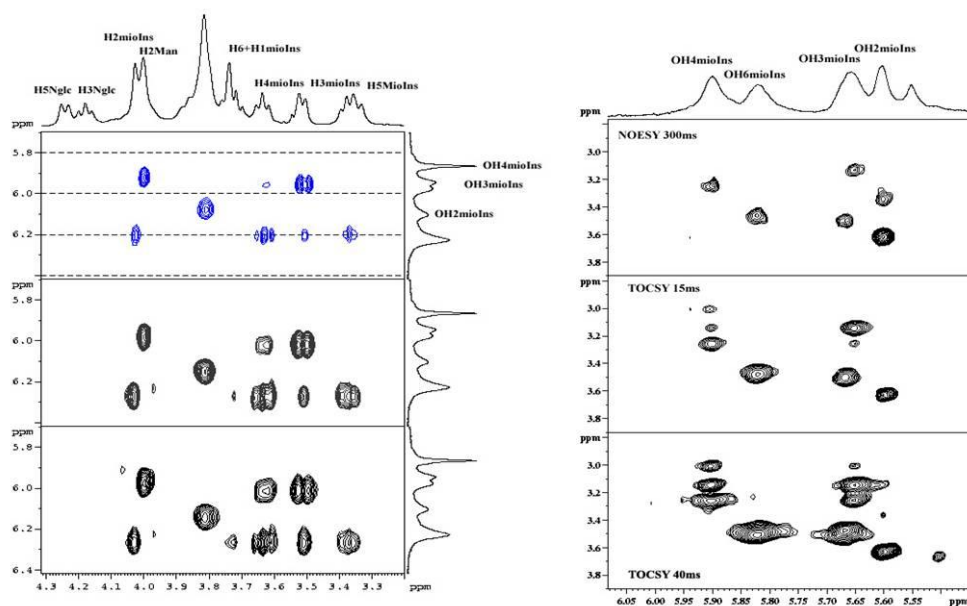 H2mioIns
H2Man
H6+H1mioIns
H5Nglc
H3Nglc
H4mioIns
H3mioIns
H5MioIns
ppm
5.8
6.0
6.2
OH4mioIns
OH3mioIns
OH2mioIns
5.8
6.0
6.2
ppm
5.8
6.0
6.2
6.4
4.3 4.2 4.1 4.0 3.9 3.8 3.7 3.6 3.5 3.4 3.3
ppm
OH4mioIns
OH6mioIns
OH3mioIns
OH2mioIns
ppm
NOESY 300ms
3.0
3.2
3.4
3.6
3.8
ppm
TOCSY 15ms
3.0
3.2
3.4
3.6
3.8
ppm
3.0
3.2
3.4
3.6
3.8
TOCSY 40ms
6.05 6.00 5.95 5.90 5.85 5.80 5.75 5.70 5.65 5.60 5.55
ppm